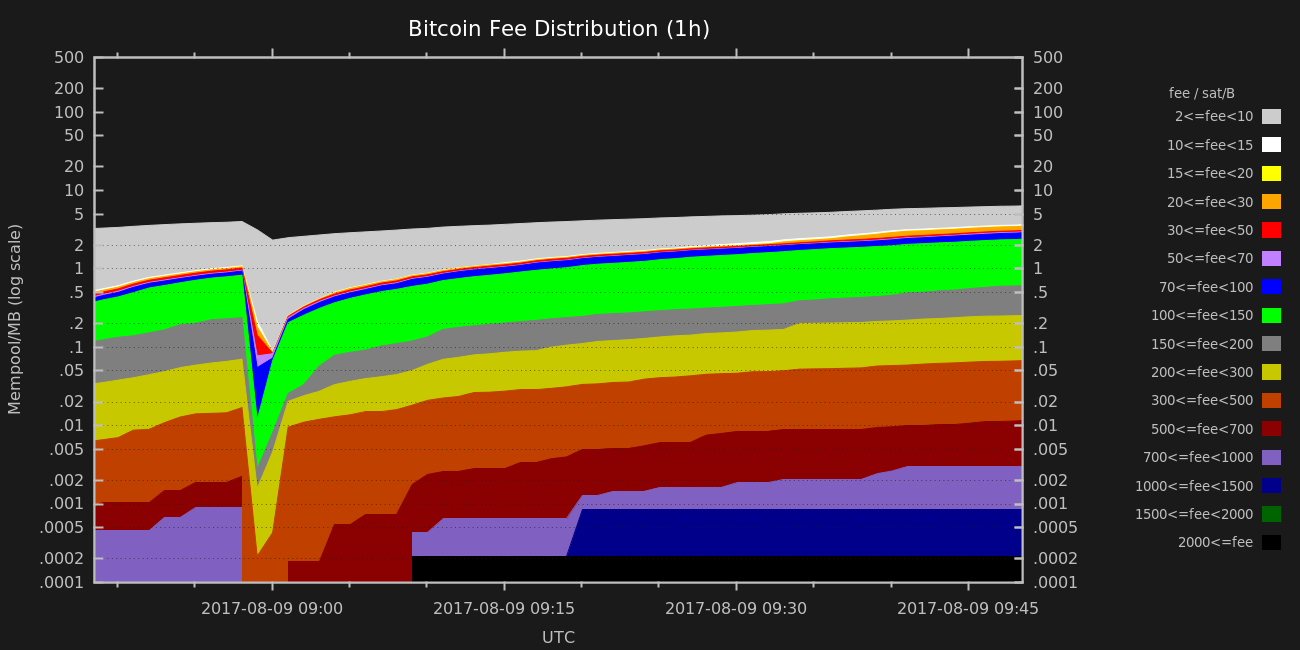 Bitcoin Fee Distribution (1h)
Mempool/MB (log scale)
500
200
100
50
20
10
5
2
1
.5
.2
.1
.05
.02
.01
.005
.002
.001
.0005
.0002
.0001
500
200
100
50
20
10
5
2
1
.5
.2
.1
.05
.02
.01
.005
.002
.001
.0005
.0002
.0001
2017-08-09 09:00
2017-08-09 09:15
2017-08-09 09:30
2017-08-09 09:45
UTC
fee / sat/B
2<=fee<10
10<=fee<15
15<=fee<20
20<=fee<30
30<=fee<50
50<=fee<70
70<=fee<100
100<=fee<150
150<=fee<200
200<=fee<300
300<=fee<500
500<=fee<700
700<=fee<1000
1000<=fee<1500
1500<=fee<2000
2000<=fee